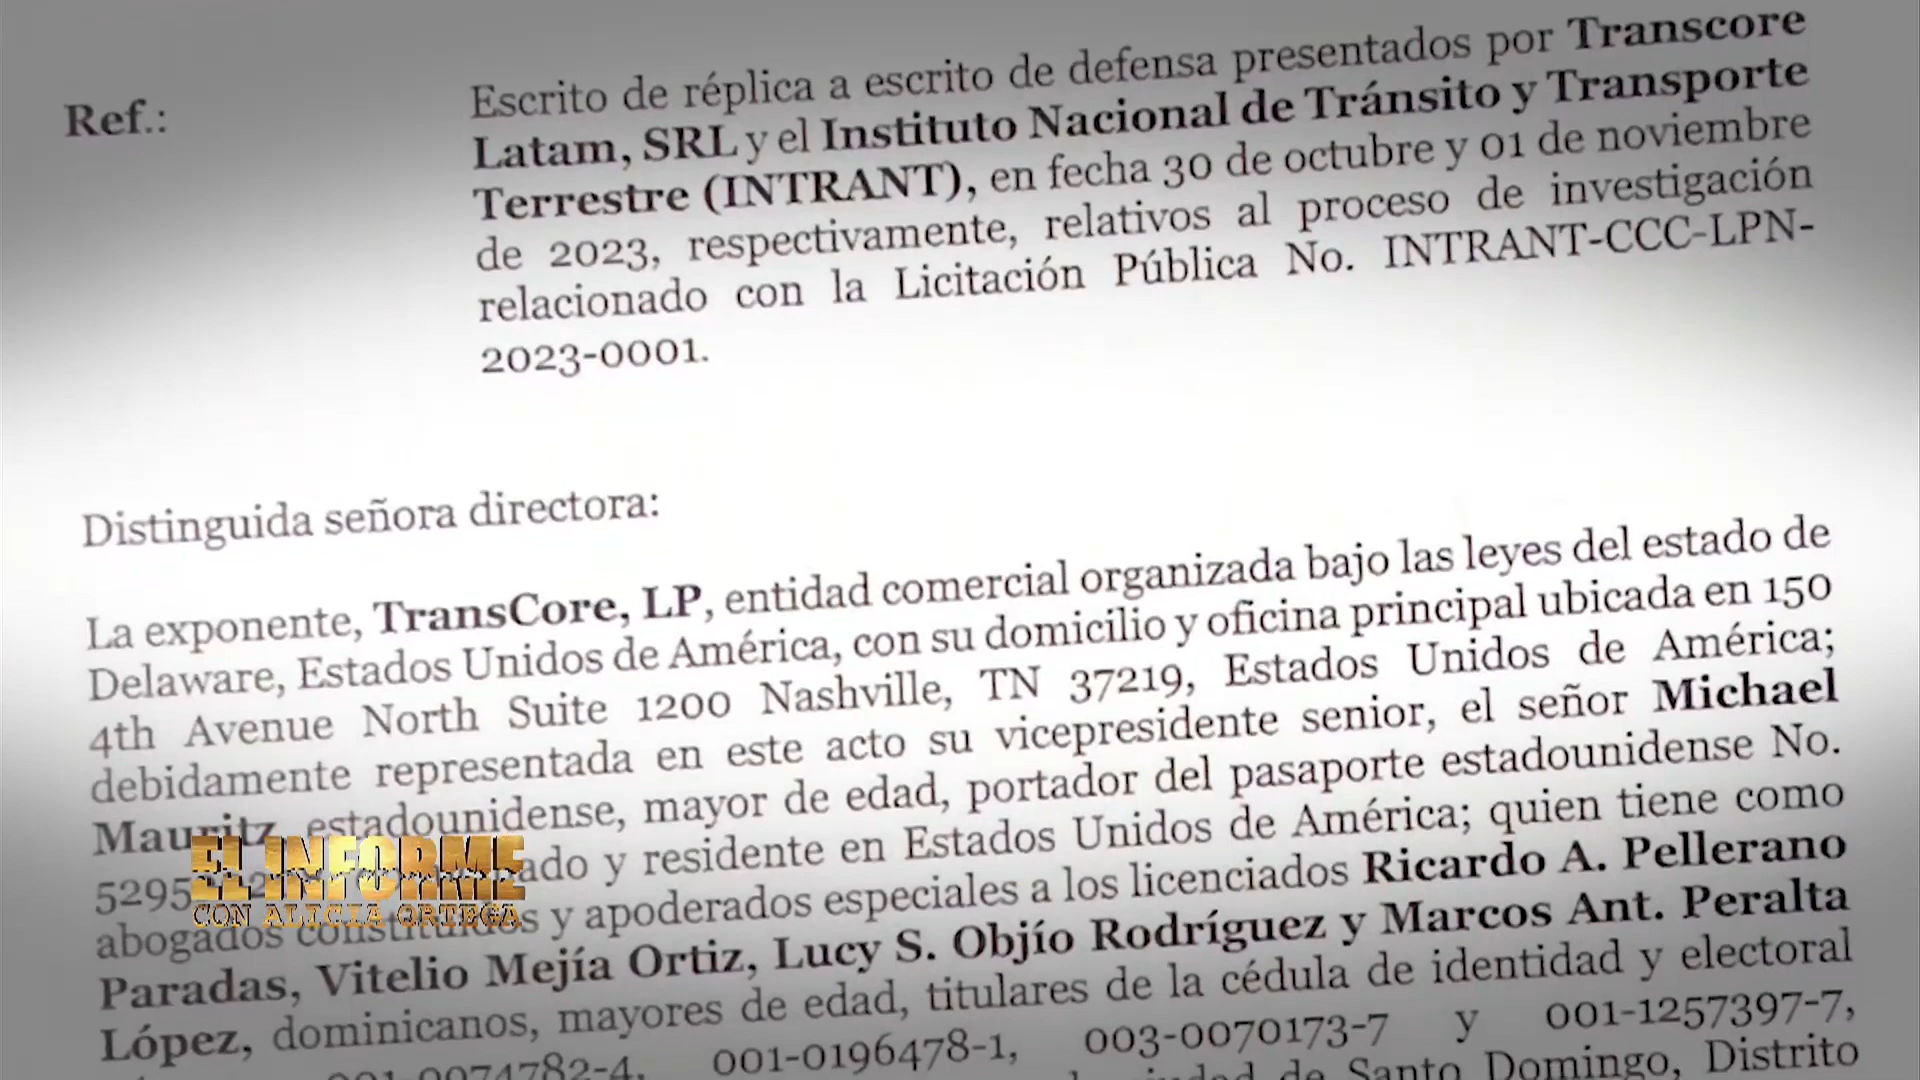 Ref.:
Escrito de réplica a escrito de defensa presentados por Transcore
Latam, SRL y el Instituto Nacional de Tránsito y Transporte
Terrestre (INTRANT), en fecha 30 de octubre y 01 de noviembre
de 2023, respectivamente, relativos al proceso de investigación
relacionado con la Licitación Pública No. INTRANT-CCC-LPN-
2023-0001.
Distinguida señora directora:
La exponente, TransCore, LP, entidad comercial organizada bajo las leyes del estado de
Delaware, Estados Unidos de América, con su domicilio y oficina principal ubicada en 150
4th Avenue North Suite 1200 Nashville, TN 37219, Estados Unidos de América;
debidamente representada en este acto su vicepresidente senior, el señor Michael
Mauritz, estadounidense, mayor de edad, portador del pasaporte estadounidense No.
y residente en Estados Unidos de América; quien tiene como
abogados constituidos y apoderados especiales a los licenciados Ricardo A. Pellerano
Paradas, Vitelio Mejía Ortiz, Lucy S. Objío Rodríguez y Marcos Ant. Peralta
López, dominicanos, mayores de edad, titulares de la cédula de identidad y electoral
001-0074782-4, 001-0196478-1, 003-0070173-7 y 001-1257397-7,
de Santo Domingo, Distrito
EL INFORME
CON ALICIA ORTEGA